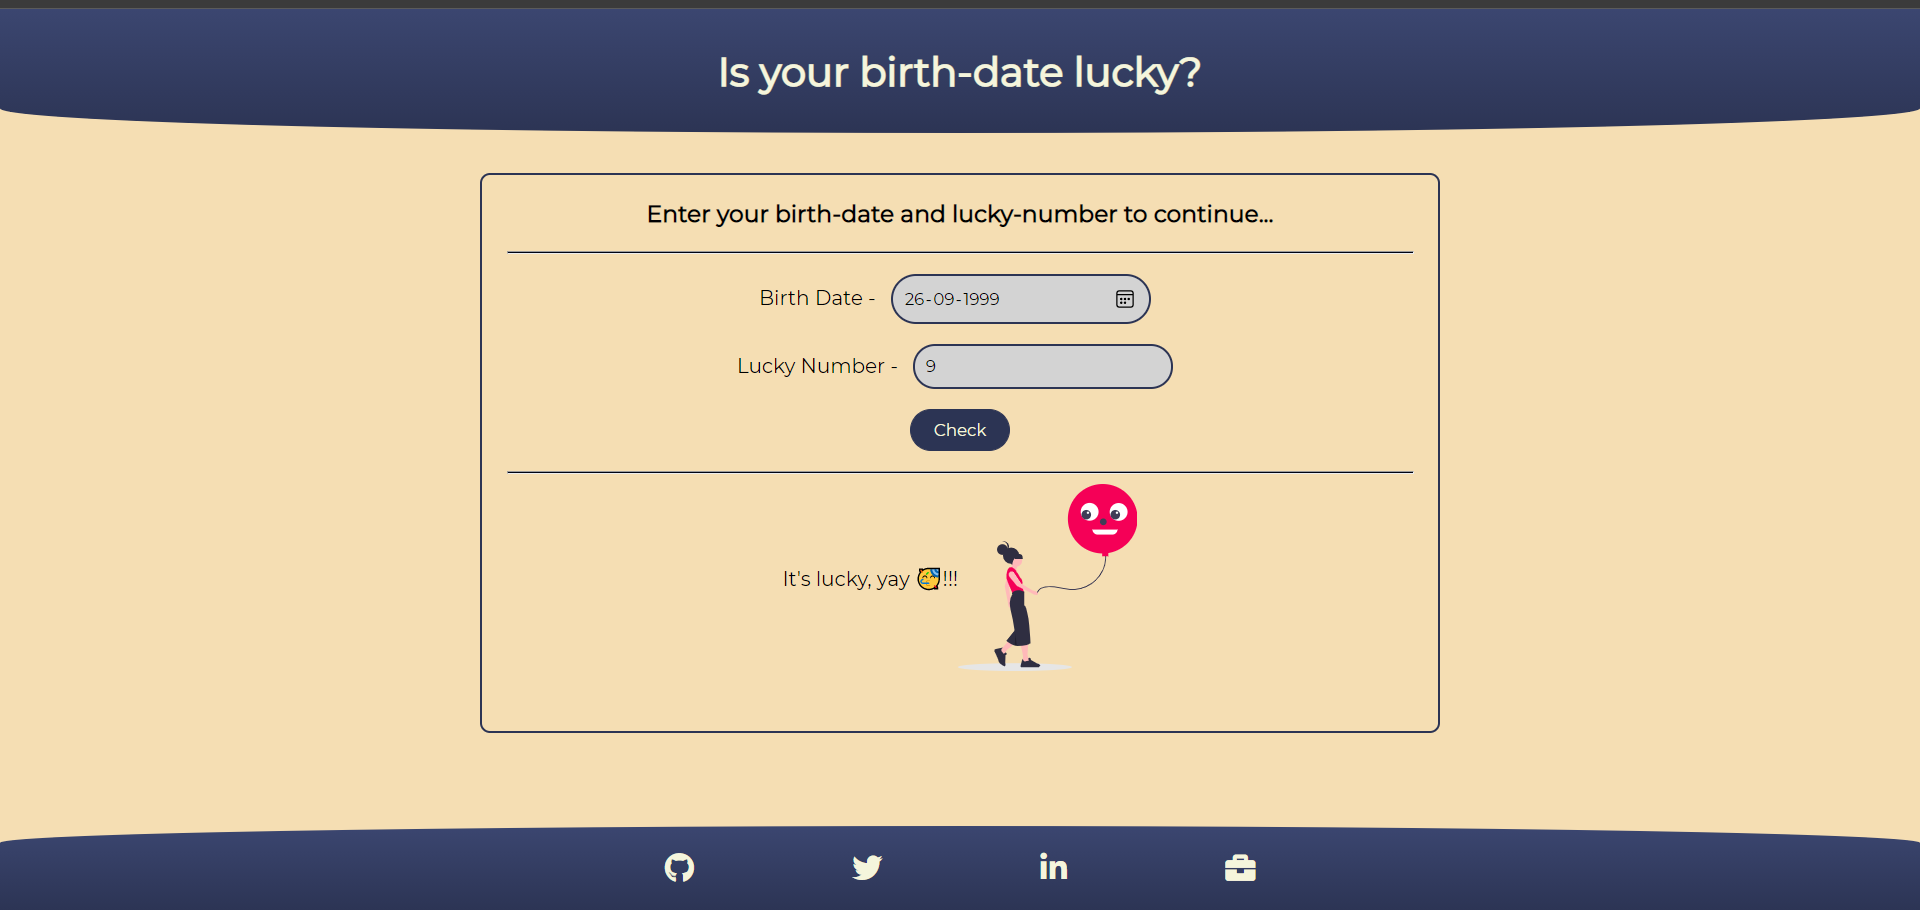 Is your birth-date lucky?
Enter your birth-date and lucky-number to continue...
Birth Date - 26-09-1999
Lucky Number - 9
Check
It's lucky, yay 🥳!!!
in